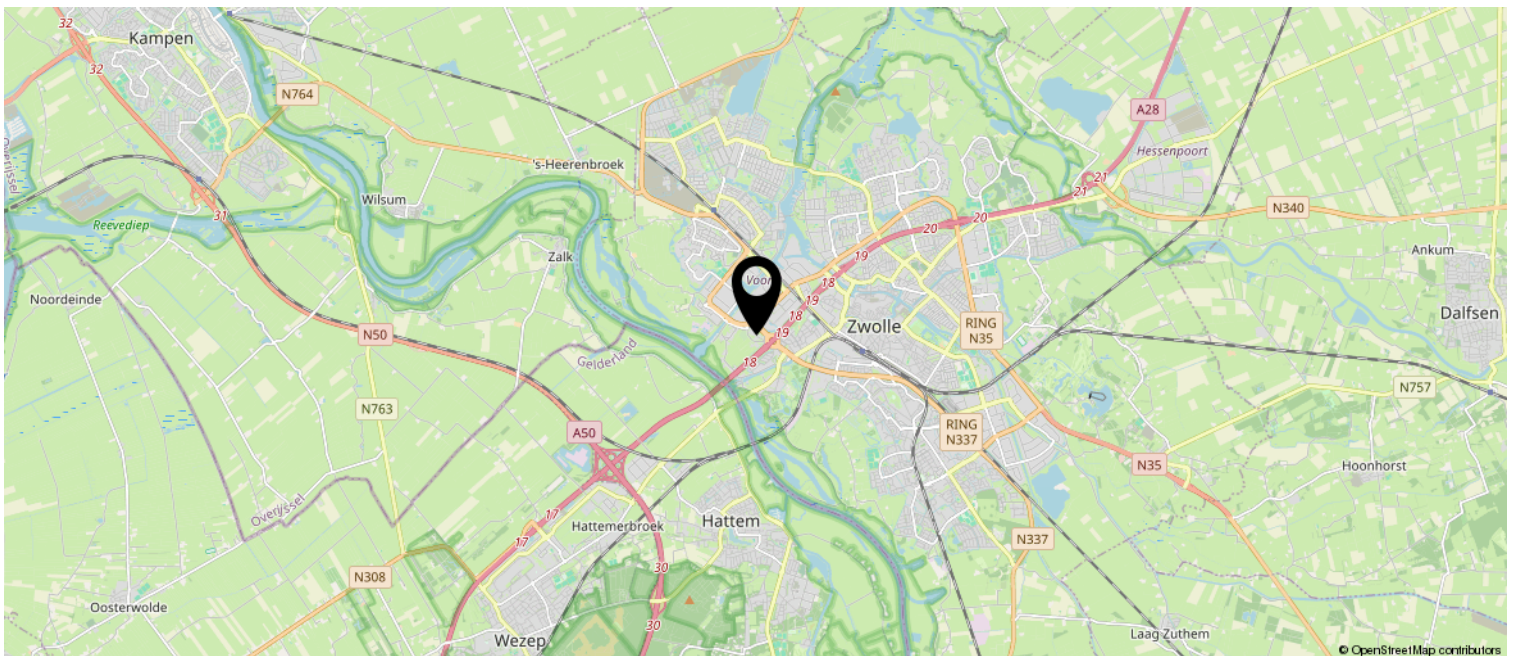 32
Kampen
32
N764
A28
Hessenpoort
's-Heerenbroek
21
21
Overijssel
Wilsum
31
20
N340
Reevediep
20
Ankum
Zalk
19
Noordeinde
18
19
18
Zwolle
RING
N35
Dalfsen
N50
19
Gelderland
18
N757
N763
A50
RING
N337
N35
Hoonhorst
Overijssel
17
Hattemerbroek
Hattem
17
N337
N308
30
Oosterwolde
30
Wezep
Laag Zuthem
© OpenStreetMap contributors